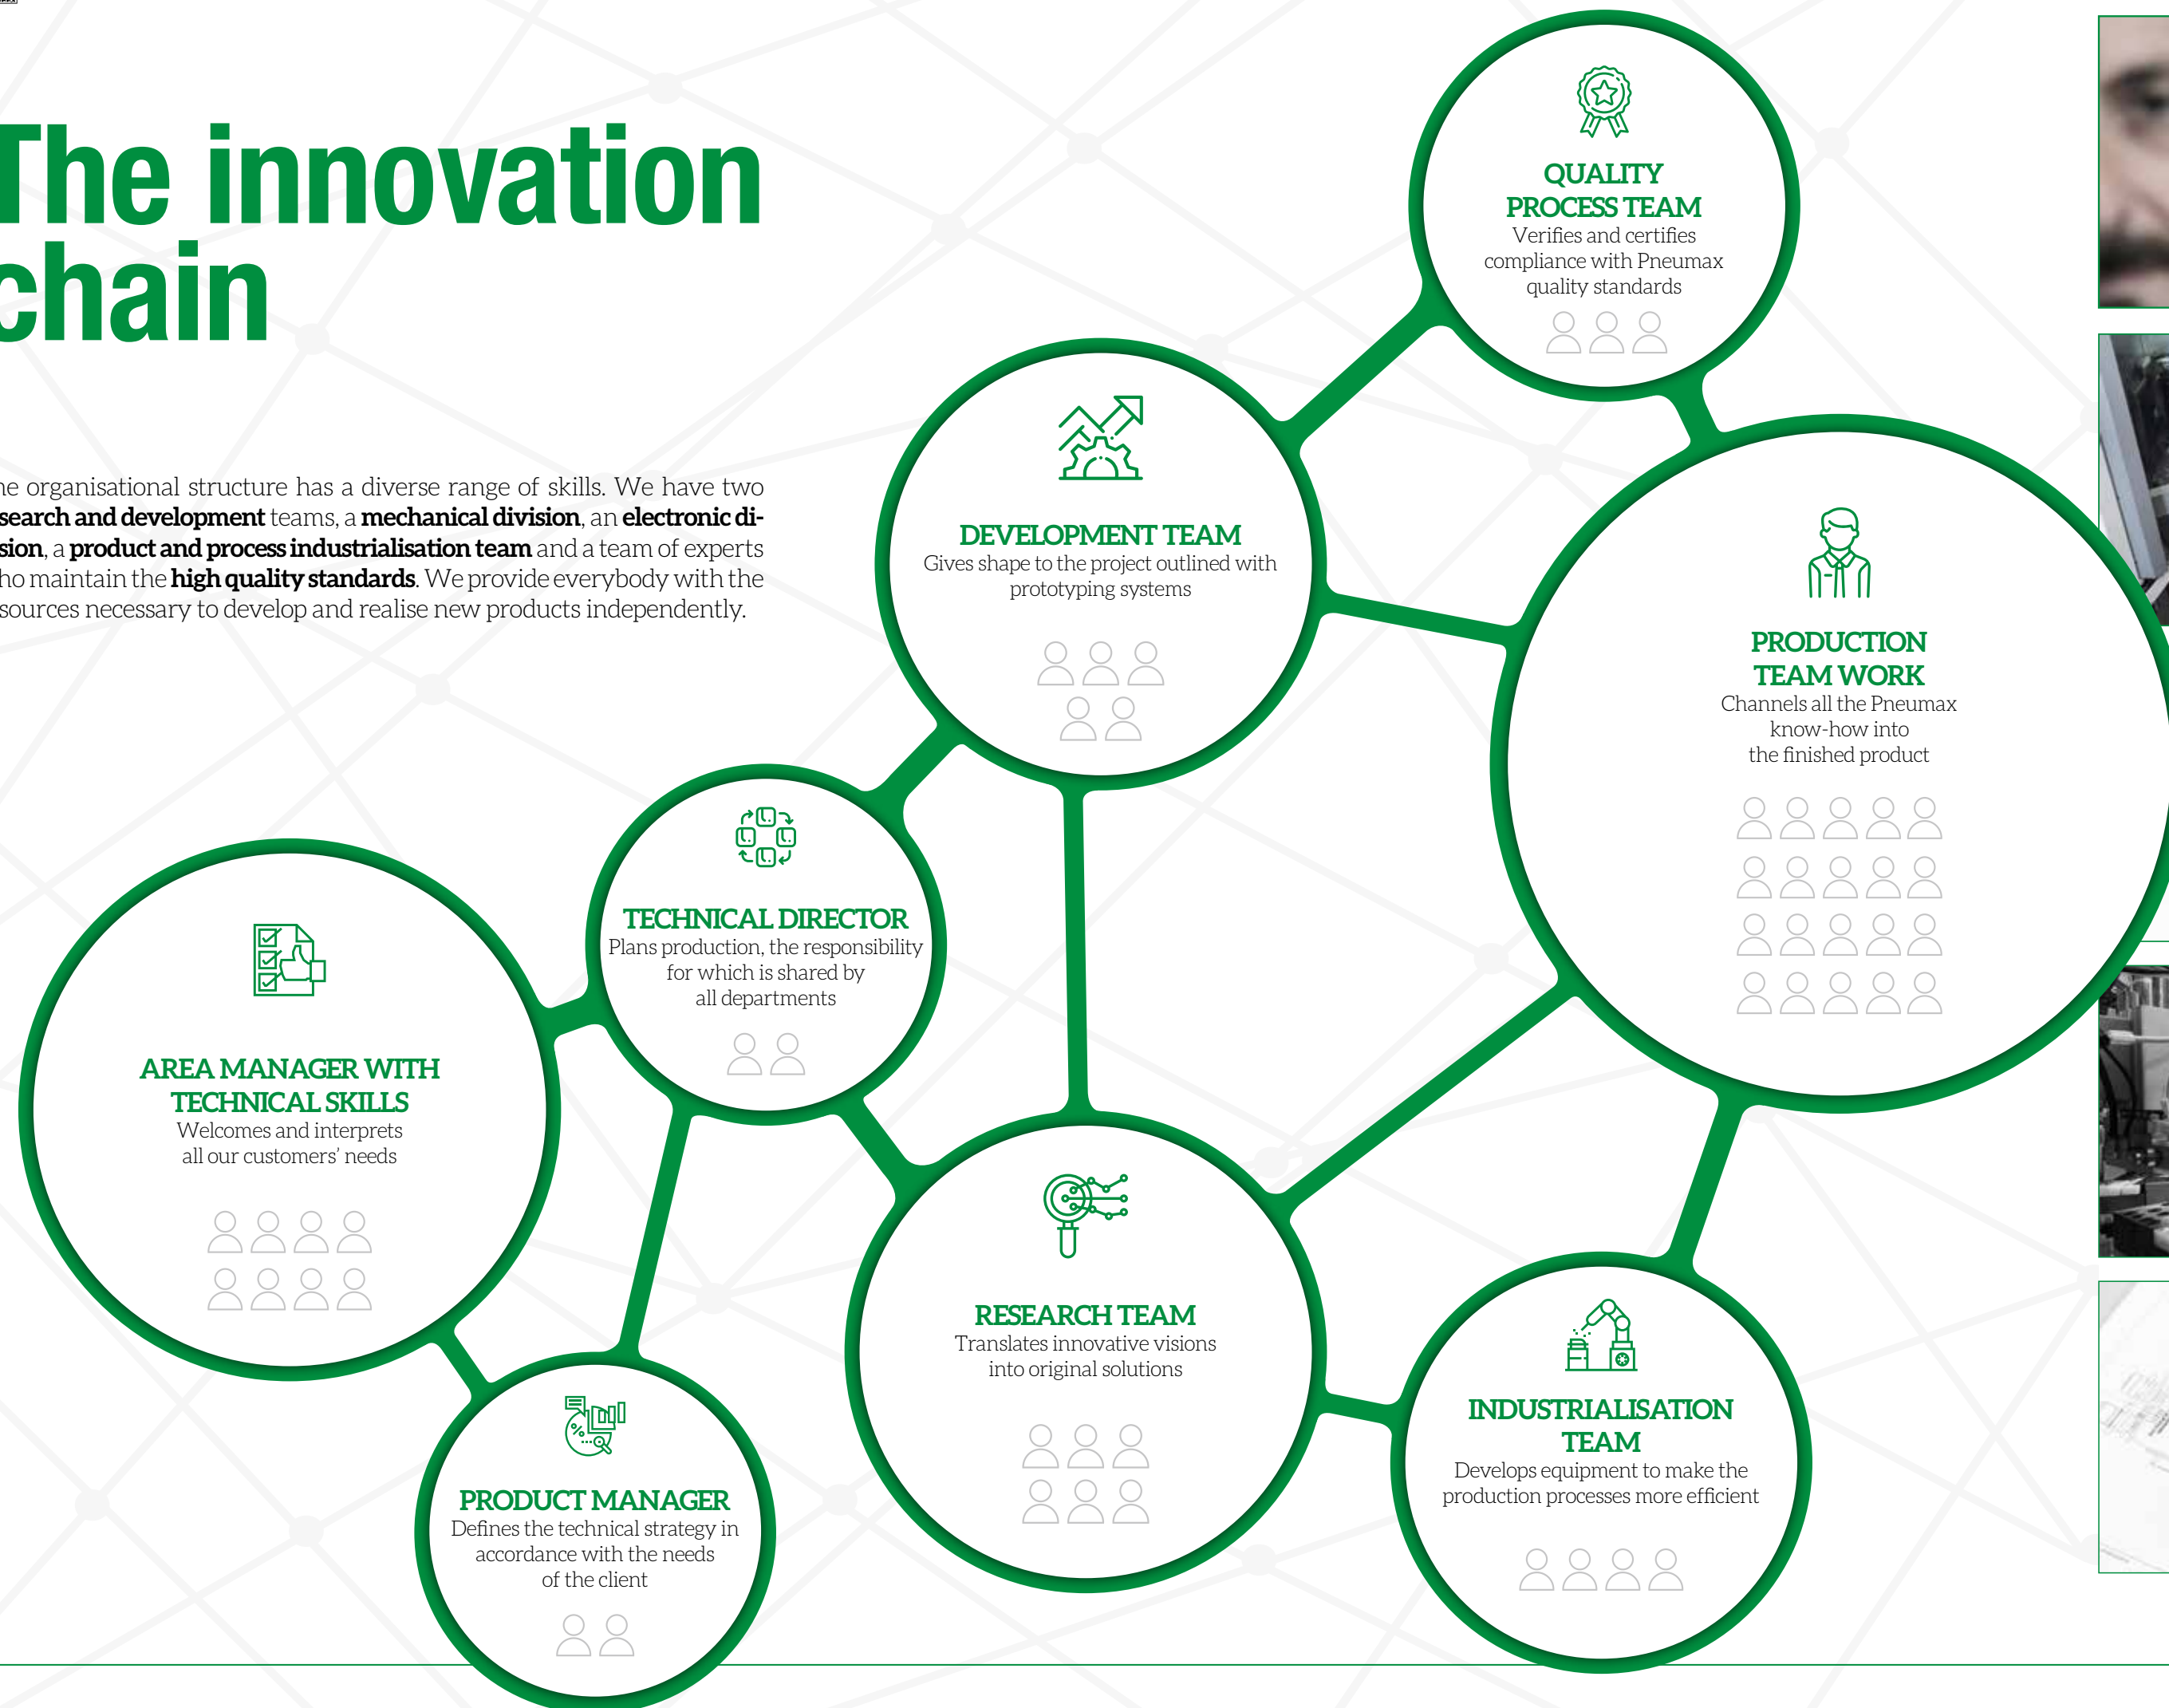 The innovation
chain
organisational structure has a diverse range of skills. We have two
search and development teams, a mechanical division, an electronic di-
sion, a product and process industrialisation team and a team of experts
ho maintain the high quality standards. We provide everybody with the
sources necessary to develop and realise new products independently.
QUALITY
PROCESS TEAM
Verifies and certifies
compliance with Pneumax
quality standards
DEVELOPMENT TEAM
Gives shape to the project outlined with
prototyping systems
PRODUCTION
TEAM WORK
Channels all the Pneumax
know-how into
the finished product
TECHNICAL DIRECTOR
Plans production, the responsibility
for which is shared by
all departments
AREA MANAGER WITH
TECHNICAL SKILLS
Welcomes and interprets
all our customers’ needs
RESEARCH TEAM
Translates innovative visions
into original solutions
INDUSTRIALISATION
TEAM
Develops equipment to make the
production processes more efficient
PRODUCT MANAGER
Defines the technical strategy in
accordance with the needs
of the client